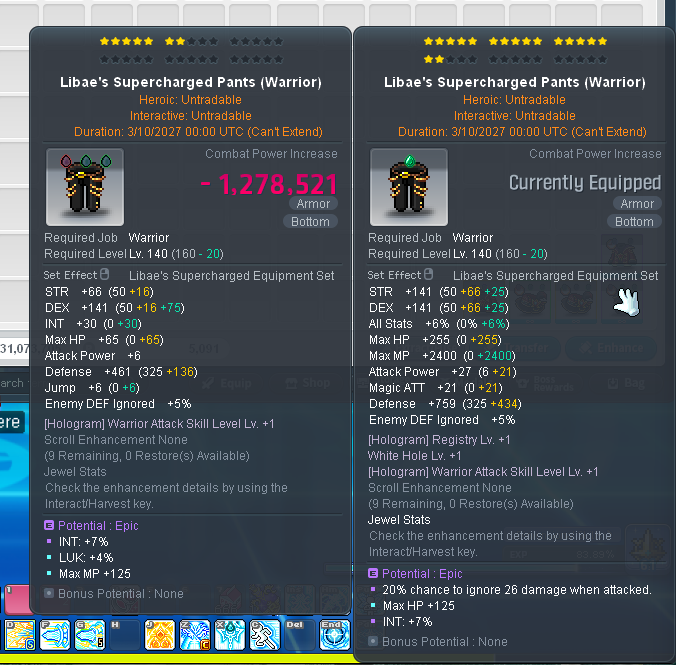 Libae's Supercharged Pants (Warrior)
Heroic: Untradable
Interactive: Untradable
Duration: 3/10/2027 00:00 UTC (Can't Extend)
Combat Power Increase
- 1,278,521
Armor
Bottom
Required Job Warrior
Required Level Lv. 140 (160 - 20)
Set Effect Libae's Supercharged Equipment Set
STR +66 (50 +16)
DEX +141 (50 +16 +75)
INT +30 (0 +30)
Max HP +65 (0 +65)
Attack Power +6
Defense +461 (325 +136)
Jump +6 (0 +6)
Enemy DEF Ignored +5%
[Hologram] Warrior Attack Skill Level Lv. +1
Scroll Enhancement None
(9 Remaining, 0 Restore(s) Available)
Jewel Stats
Check the enhancement details by using the
Interact/Harvest key.
E Potential : Epic
INT: +7%
LUK: +4%
Max MP +125
Bonus Potential : None
Libae's Supercharged Pants (Warrior)
Heroic: Untradable
Interactive: Untradable
Duration: 3/10/2027 00:00 UTC (Can't Extend)
Combat Power Increase
Currently Equipped
Armor
Bottom
Required Job Warrior
Required Level Lv. 140 (160 - 20)
Set Effect Libae's Supercharged Equipment Set
STR +141 (50 +66 +25)
DEX +141 (50 +66 +25)
All Stats +6% (0% +6%)
Max HP +255 (0 +255)
Max MP +2400 (0 +2400)
Attack Power +27 (6 +21)
Magic ATT +21 (0 +21)
Defense +759 (325 +434)
Enemy DEF Ignored +5%
[Hologram] Registry Lv. +1
White Hole Lv. +1
[Hologram] Warrior Attack Skill Level Lv. +1
Scroll Enhancement None
(9 Remaining, 0 Restore(s) Available)
Jewel Stats
Check the enhancement details by using the
Interact/Harvest key.
E Potential : Epic
20% chance to ignore 26 damage when attacked.
Max HP +125
INT: +7%
Bonus Potential : None
Equip
Shop
Bag
Enhance
1
D
F
G
5
H
J
Z
C
X
C
Del
End